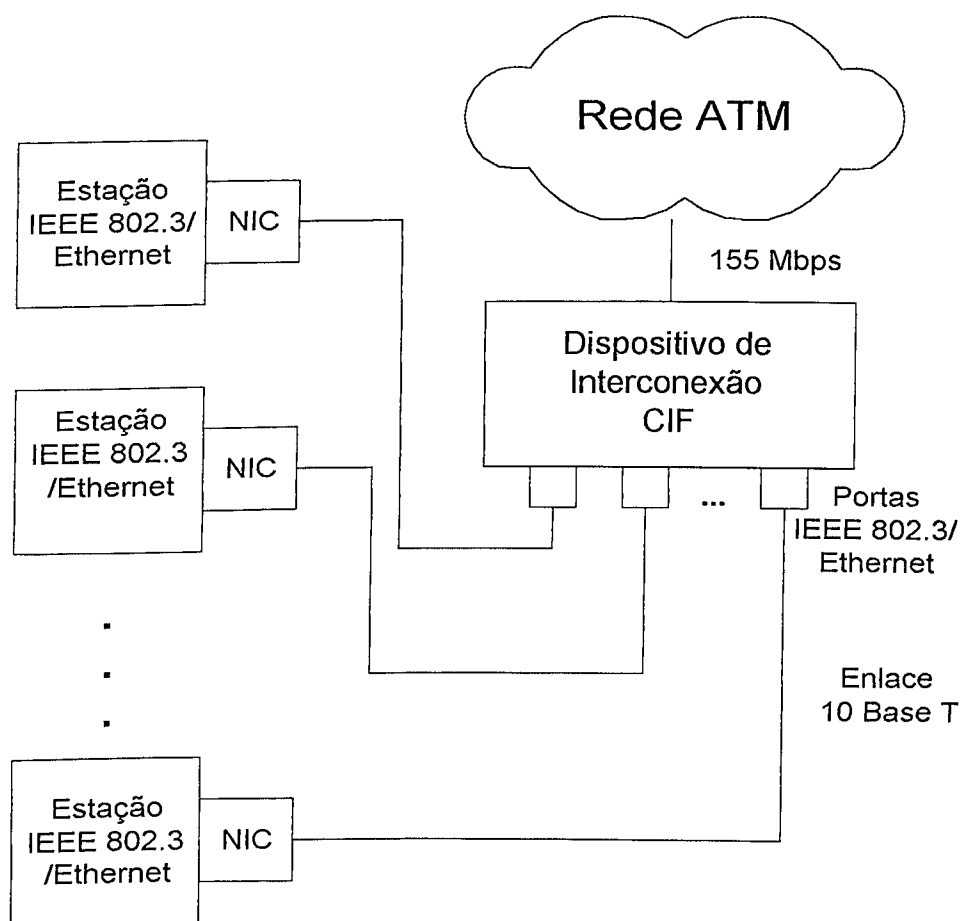 Rede ATM
Estação
IEEE 802.3/
Ethernet
NIC
155 Mbps
Dispositivo de
Interconexão
CIF
Estação
IEEE 802.3
/Ethernet
NIC
...
Portas
IEEE 802.3/
Ethernet
Enlace
10 Base T
Estação
IEEE 802.3
/Ethernet
NIC